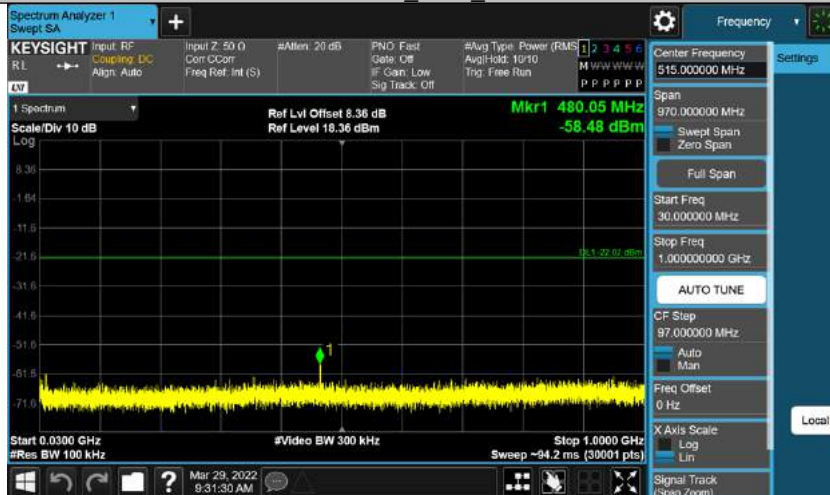 Spectrum Analyzer 1
Swept SA
Frequency
KEYSIGHT
RL
LXI
Input: RF
Coupling: DC
Align: Auto
Input Z: 50 Ω
Corr CCorr
Freq Ref: Int (S)
#Atten: 20 dB
PNO: Fast
Gate: Off
IF Gain: Low
Sig Track: Off
#Avg Type: Power (RMS
Avg|Hold: 10/10
Trig: Free Run
1 2 3 4 5 6
M W W W W W
P P P P P P
1 Spectrum
Scale/Div 10 dB
Log
Ref Lvl Offset 8.36 dB
Ref Level 18.36 dBm
Mkr1 480.05 MHz
-58.48 dBm
8.36
-1.64
-11.6
-21.6
DL1 -22.02 dBm
-31.6
-41.6
-51.6
1
-61.6
-71.6
Start 0.0300 GHz
#Res BW 100 kHz
#Video BW 300 kHz
Stop 1.0000 GHz
Sweep ~94.2 ms (30001 pts)
Mar 29, 2022
9:31:30 AM
Center Frequency
515.000000 MHz
Span
970.000000 MHz
Swept Span
Zero Span
Full Span
Start Freq
30.000000 MHz
Stop Freq
1.000000000 GHz
AUTO TUNE
CF Step
97.000000 MHz
Auto
Man
Freq Offset
0 Hz
X Axis Scale
Log
Lin
Signal Track
(Span Zoom)
Settings
Local